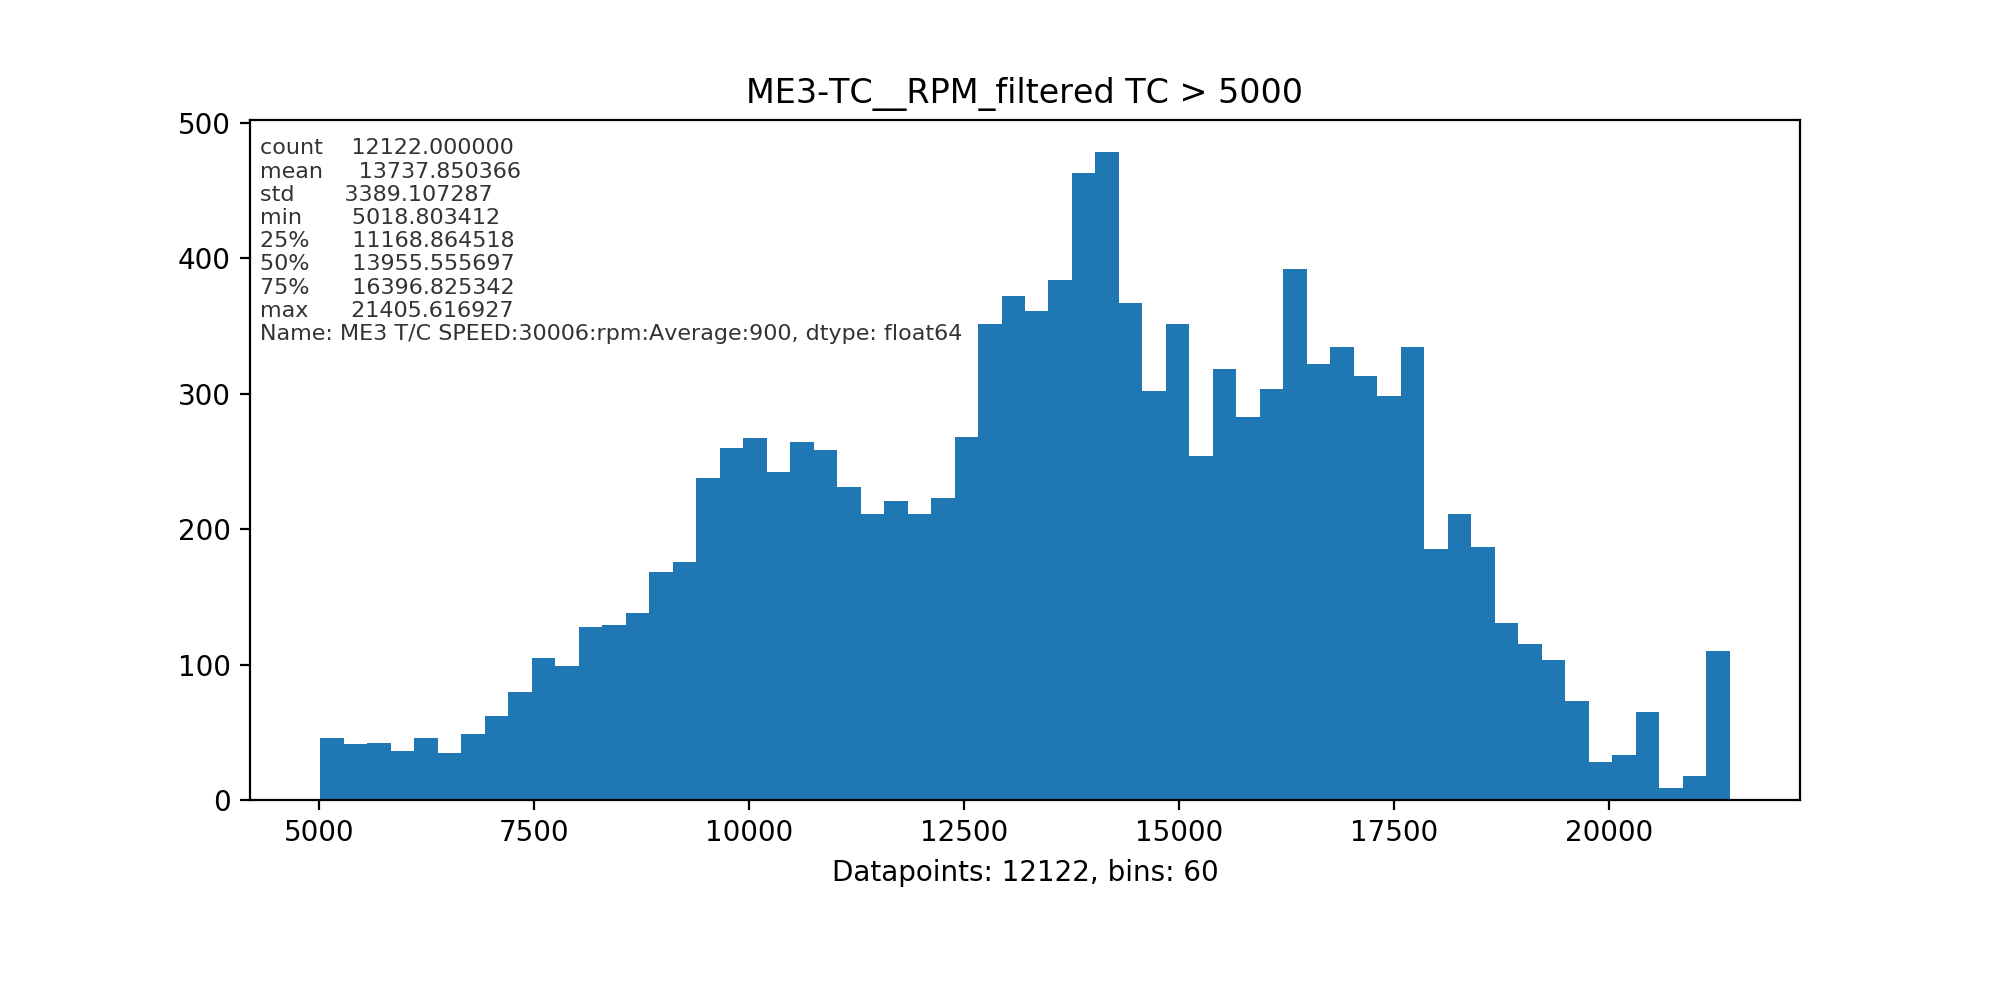 ME3-TC__RPM_filtered TC > 5000
500
400
300
200
100
0
count 12122.000000
mean 13737.850366
std 3389.107287
min 5018.803412
25% 11168.864518
50% 13955.555697
75% 16396.825342
max 21405.616927
Name: ME3 T/C SPEED:30006:rpm:Average:900, dtype: float64
5000 7500 10000 12500 15000 17500 20000
Datapoints: 12122, bins: 60